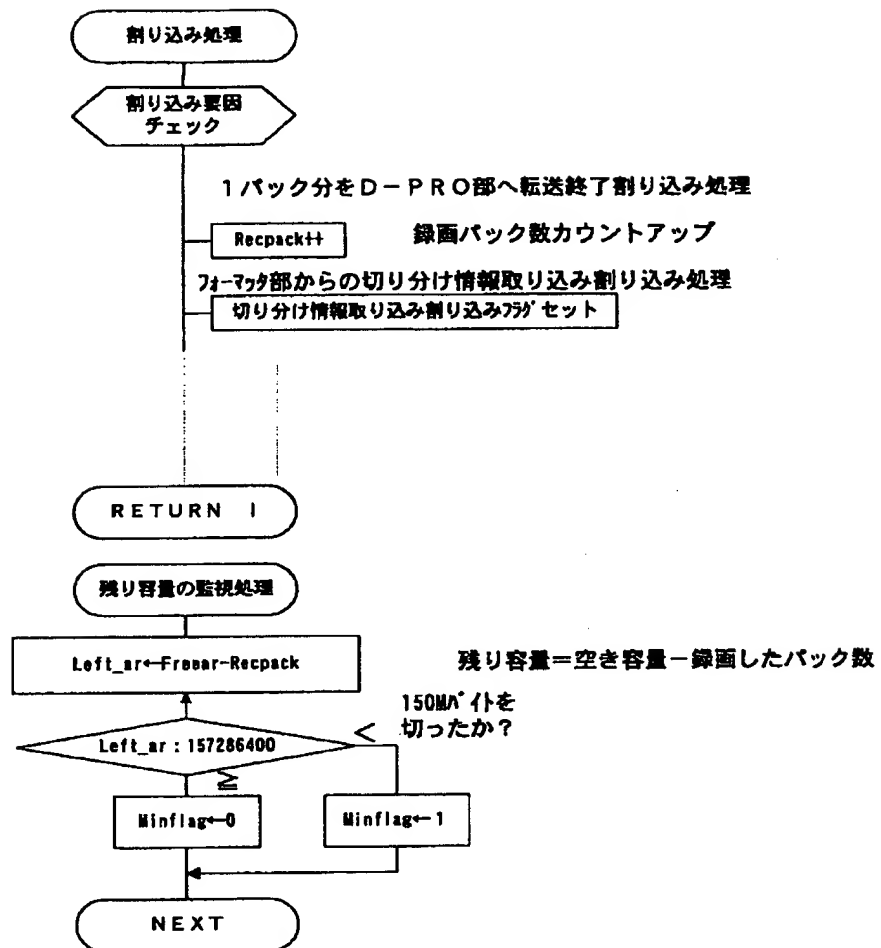 割り込み処理
割り込み要因
チェック
1パック分をD-PRO部へ転送終了割り込み処理
Recpack++
録画パック数カウントアップ
フォーマッタ部からの切り分け情報取り込み割り込み処理
切り分け情報取り込み割り込みフラグセット
RETURN I
残り容量の監視処理
Left_ar←Freear-Recpack
残り容量=空き容量-録画したパック数
150Mバイトを
切ったか?
Left_ar : 157286400
<
≧
Minflag←0
Minflag←1
NEXT